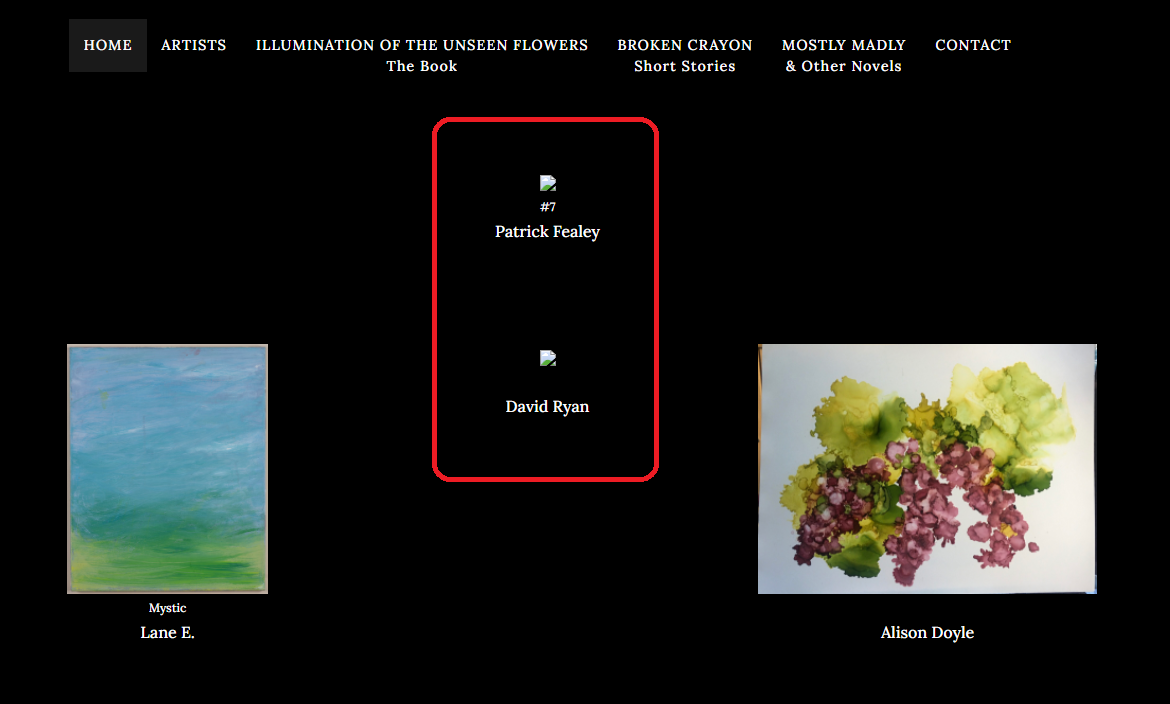 HOME ARTISTS ILLUMINATION OF THE UNSEEN FLOWERS BROKEN CRAYON MOSTLY MADLY CONTACT
The Book Short Stories & Other Novels
#7
Patrick Fealey
David Ryan
Mystic
Lane E.
Alison Doyle